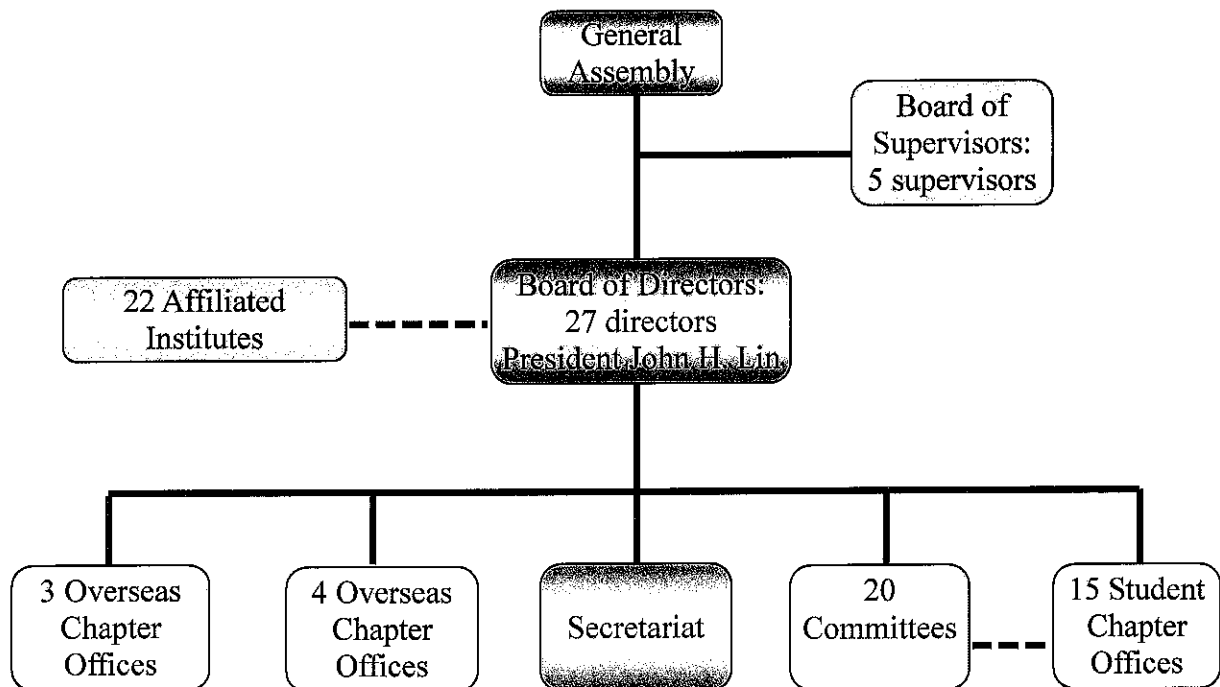 General
Assembly
Board of
Supervisors:
5 supervisors
22 Affiliated
Institutes
Board of Directors:
27 directors
President John H. Lin
3 Overseas
Chapter
Offices
4 Overseas
Chapter
Offices
Secretariat
20
Committees
15 Student
Chapter
Offices